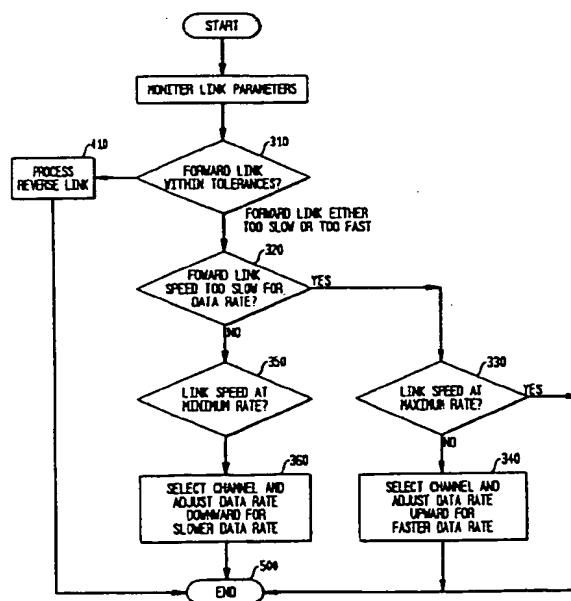 START
MONITER LINK PARAMETERS
310
410
FORWARD LINK
WITHIN TOLERANCES?
PROCESS
REVERSE LINK
FORWARD LINK EITHER
TOO SLOW OR TOO FAST
320
FOWARD LINK
SPEED TOO SLOW FOR
DATA RATE?
YES
NO
350
LINK SPEED AT
MINIMUM RATE?
330
LINK SPEED AT
MAXIMUM RATE?
YES
NO
360
SELECT CHANNEL AND
ADJUST DATA RATE
DOWNWARD FOR
SLOWER DATA RATE
340
SELECT CHANNEL AND
ADJUST DATA RATE
UPWARD FOR
FASTER DATA RATE
500
END